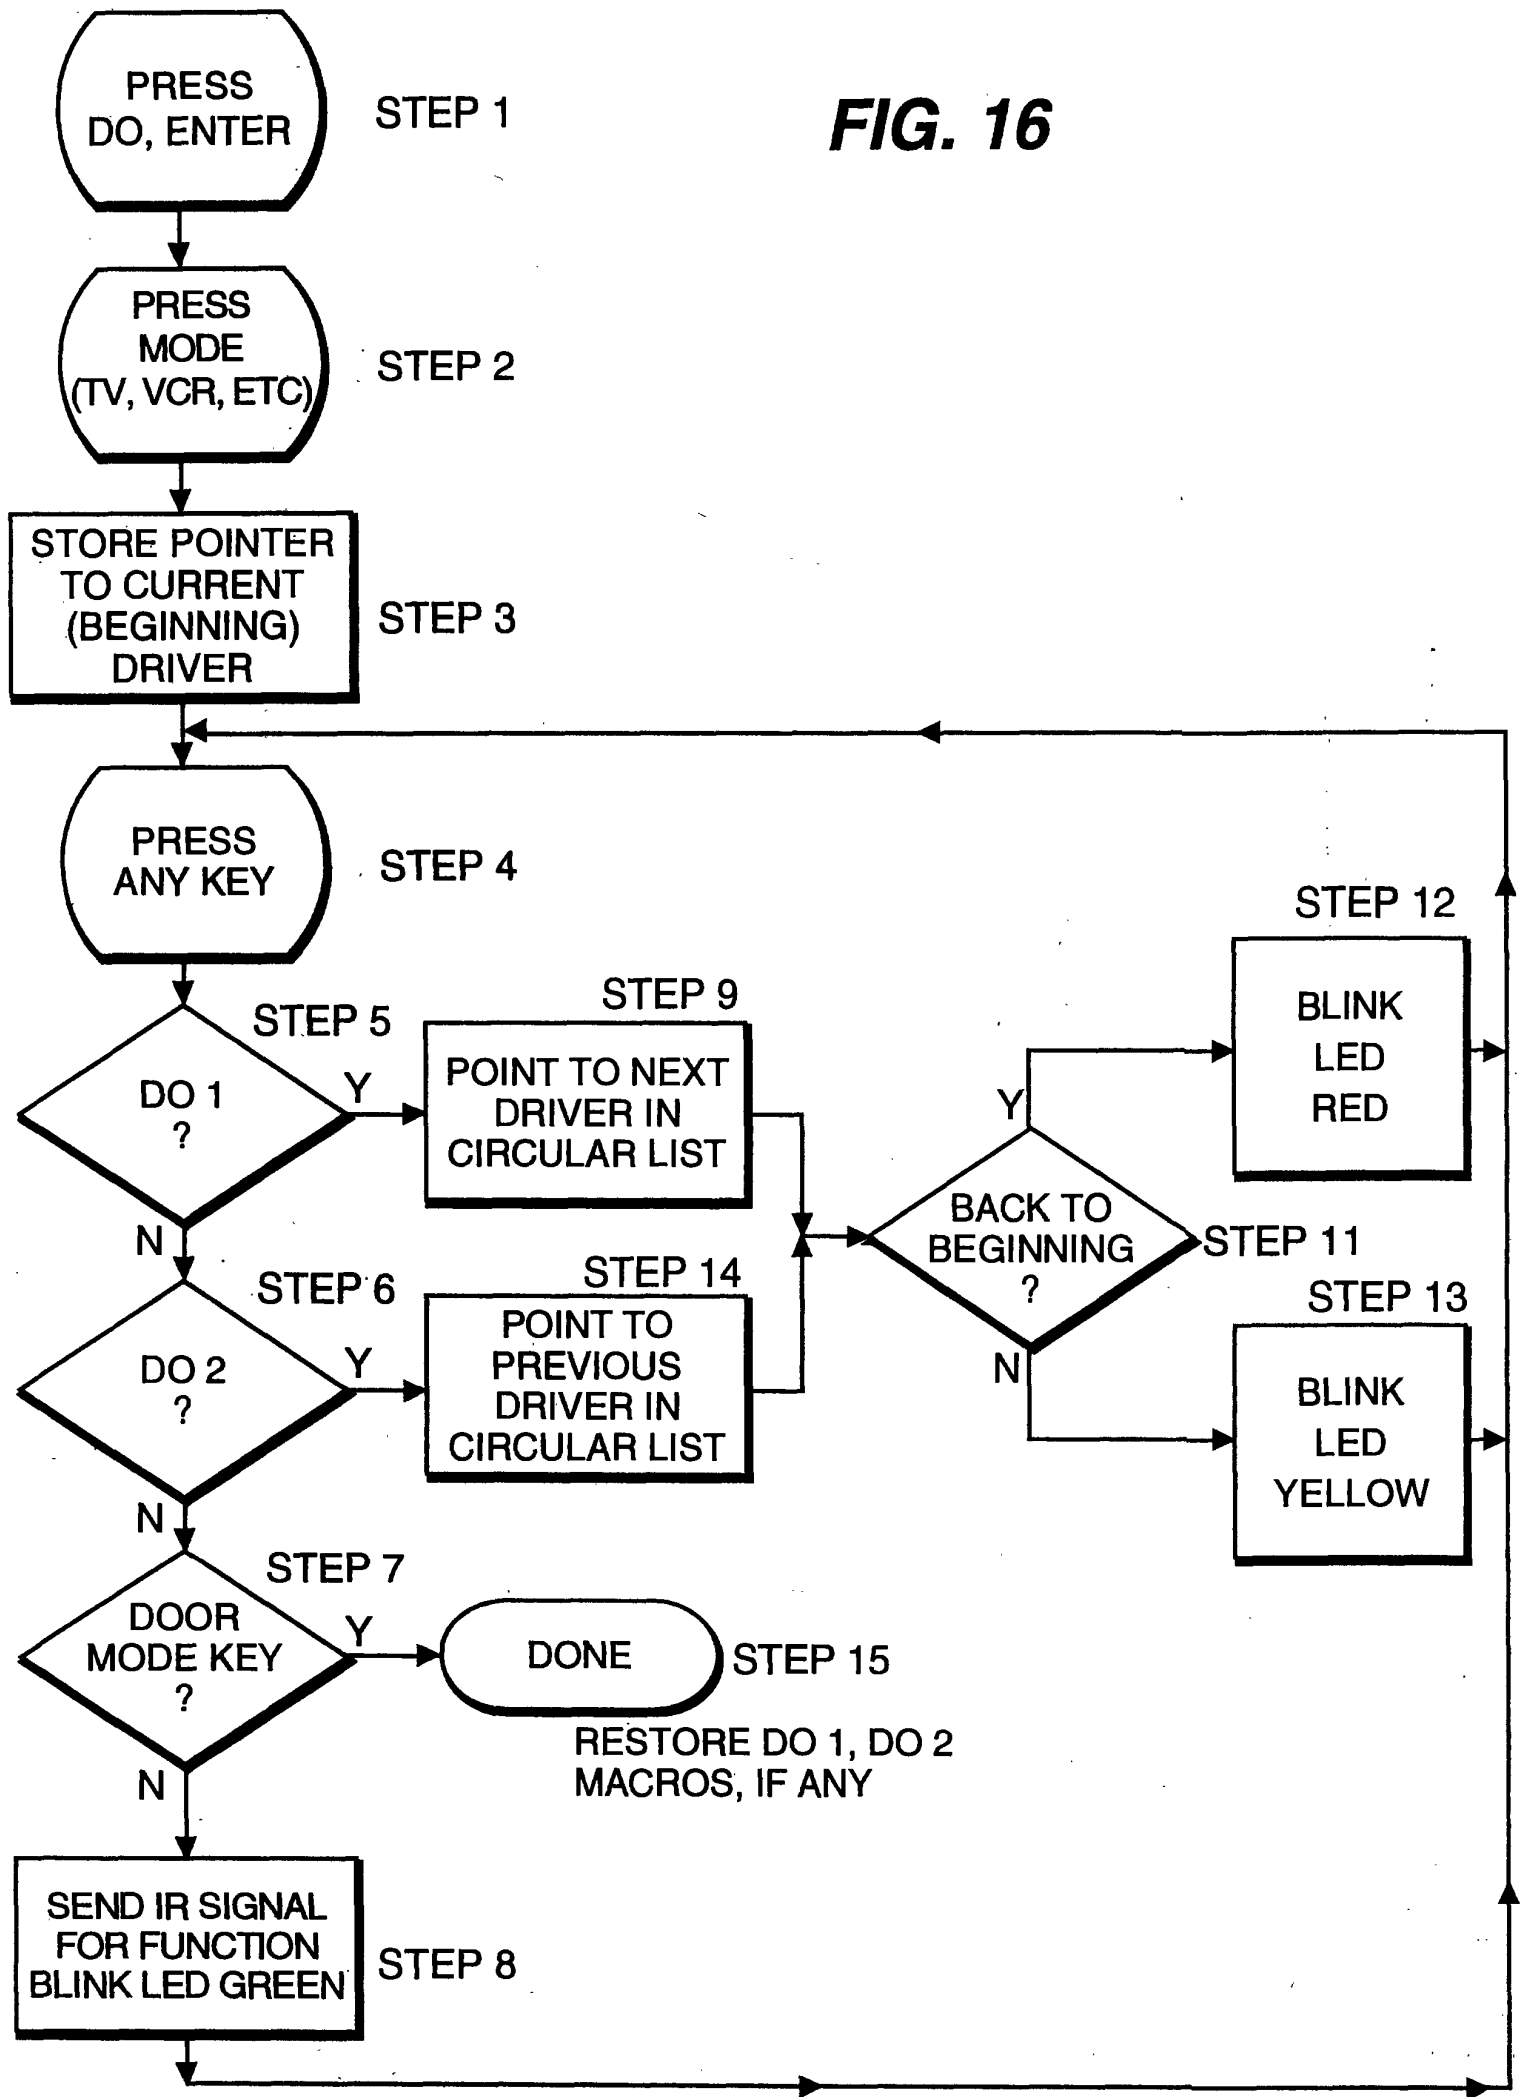 FIG. 16
PRESS
DO, ENTER
STEP 1
PRESS
MODE
(TV, VCR, ETC)
STEP 2
STORE POINTER
TO CURRENT
(BEGINNING)
DRIVER
STEP 3
PRESS
ANY KEY
STEP 4
DO 1
?
STEP 5
Y
N
STEP 9
POINT TO NEXT
DRIVER IN
CIRCULAR LIST
DO 2
?
STEP 6
Y
N
STEP 14
POINT TO
PREVIOUS
DRIVER IN
CIRCULAR LIST
BACK TO
BEGINNING
?
STEP 11
Y
N
STEP 12
BLINK
LED
RED
STEP 13
BLINK
LED
YELLOW
DOOR
MODE KEY
?
STEP 7
Y
N
DONE
STEP 15
RESTORE DO 1, DO 2
MACROS, IF ANY
SEND IR SIGNAL
FOR FUNCTION
BLINK LED GREEN
STEP 8